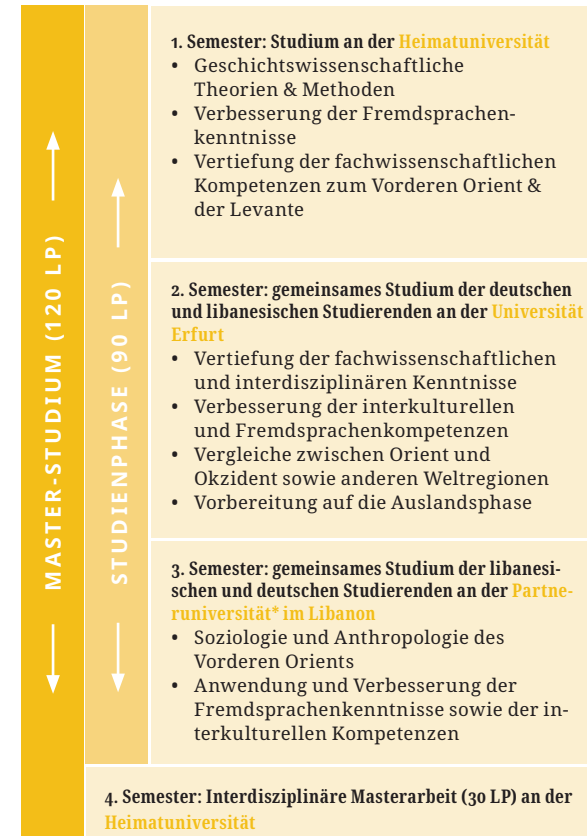 MASTER-STUDIUM (120 LP)
STUDIENPHASE (90 LP)
1. Semester: Studium an der Heimatuniversität
• Geschichtswissenschaftliche
Theorien & Methoden
• Verbesserung der Fremdsprachen-
kenntnisse
• Vertiefung der fachwissenschaftlichen
Kompetenzen zum Vorderen Orient &
der Levante
2. Semester: gemeinsames Studium der deutschen
und libanesischen Studierenden an der Universität
Erfurt
• Vertiefung der fachwissenschaftlichen
und interdisziplinären Kenntnisse
• Verbesserung der interkulturellen
und Fremdsprachenkompetenzen
• Vergleiche zwischen Orient und
Okzident sowie anderen Weltregionen
• Vorbereitung auf die Auslandsphase
3. Semester: gemeinsames Studium der libanesi-
schen und deutschen Studierenden an der Partne-
runiversität* im Libanon
• Soziologie und Anthropologie des
Vorderen Orients
• Anwendung und Verbesserung der
Fremdsprachenkenntnisse sowie der in-
terkulturellen Kompetenzen
4. Semester: Interdisziplinäre Masterarbeit (30 LP) an der
Heimatuniversität